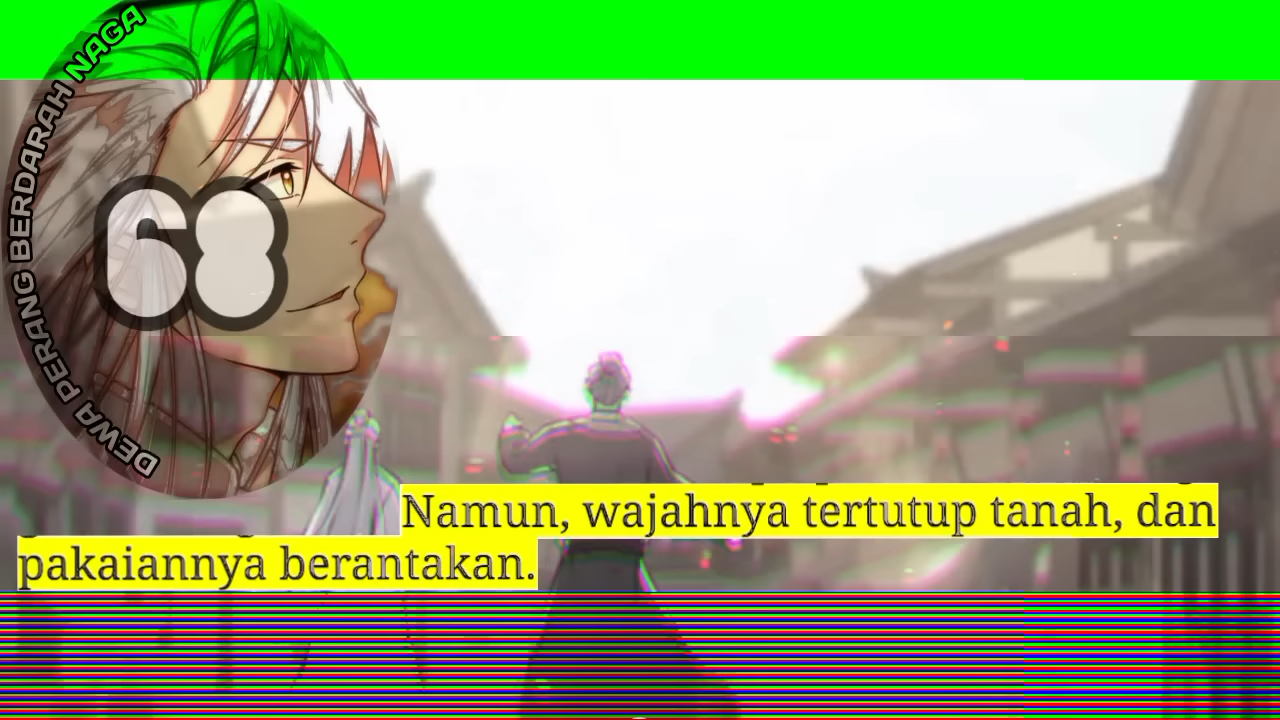 DEWA PERANG BERDARAH NAGA
68
Namun, wajahnya tertutup tanah, dan
pakaiannya berantakan.